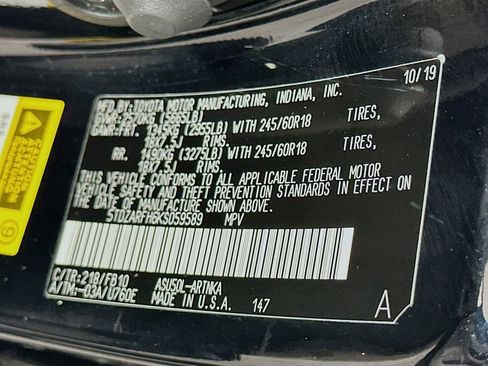 MFD. BY: TOYOTA MOTOR MANUFACTURING, INDIANA, INC. 10/19
GVWR: 2570KG (5665LB)
GAWR: FRT. 1345KG (2955LB) WITH 245/60R18 TIRES,
18X7.5J RIMS.
RR. 1490KG (3275LB) WITH 245/60R18 TIRES,
18X7.5J RIMS.
THIS VEHICLE CONFORMS TO ALL APPLICABLE FEDERAL MOTOR
VEHICLE SAFETY AND THEFT PREVENTION STANDARDS IN EFFECT ON
THE DATE OF MANUFACTURE SHOWN ABOVE.
5TDZARFH6KS059589 MPV
C/TR:218/FB10 ASU50L-ARTNKA
A/TM:-03A/U760E MADE IN U.S.A. 147 A